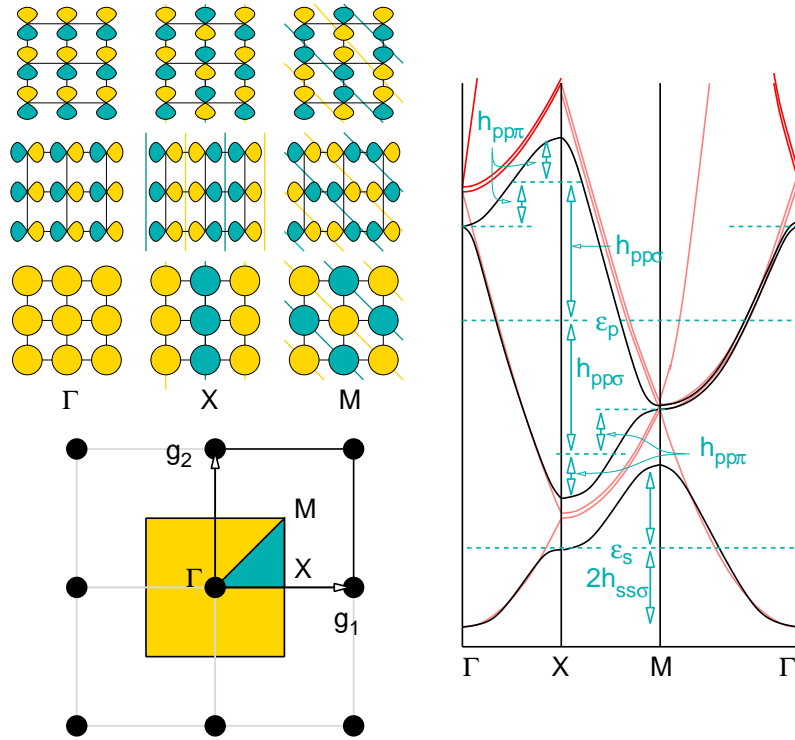 Γ X M
g₂
M
Γ X
g₁
hppπ
hppσ
εp
hppσ
hppπ
εs
2hssσ
Γ X M Γ